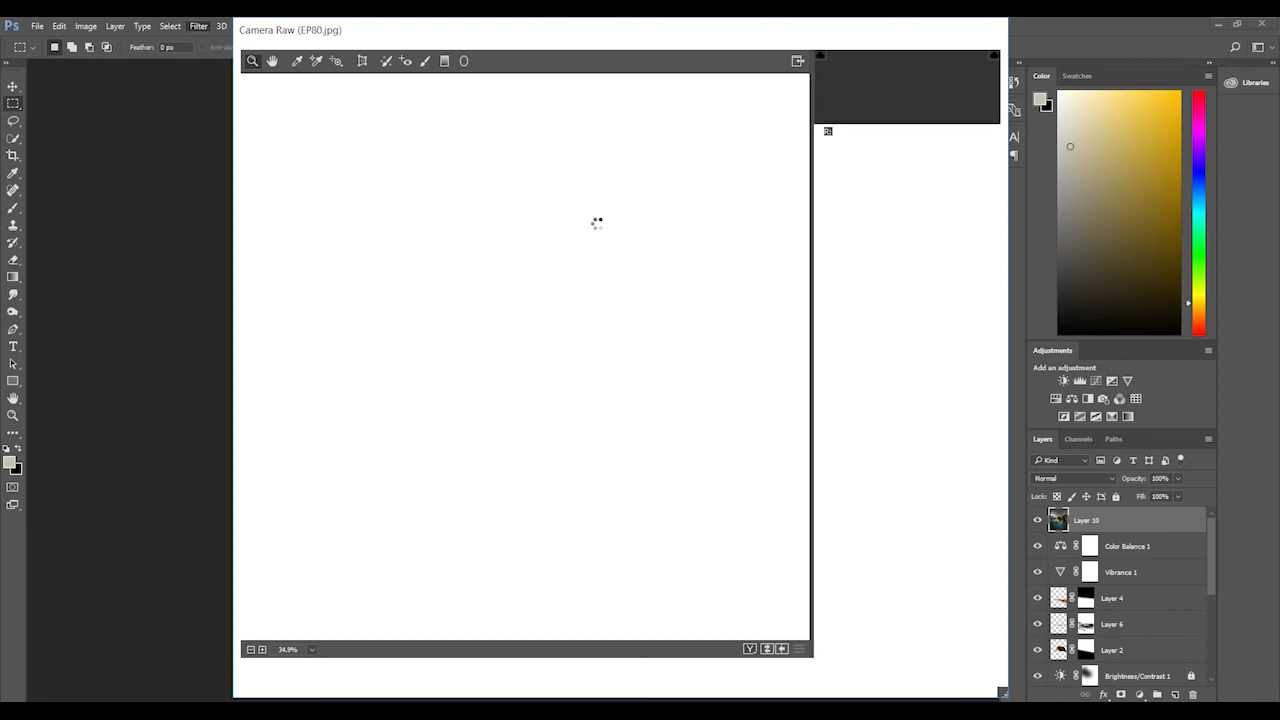 Camera Raw (EP80.jpg)
Ps File Edit Image Layer Type Select Filter 3D
Feather: 0 px
Color Swatches
Libraries
A|
Adjustments
Add an adjustment
Layers Channels Paths
Kind
Normal Opacity: 100%
Lock: Fill: 100%
Layer 10
Color Balance 1
Vibrance 1
Layer 4
Layer 6
Layer 2
Brightness/Contrast 1
34.9%
Y